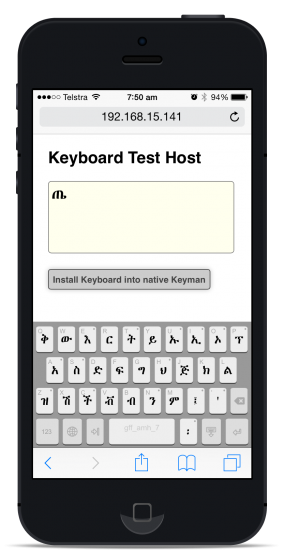 Telstra 7:50 am 94%
192.168.15.141
Keyboard Test Host
ጤ
Install Keyboard into native Keyman
ቅ ው እ ር ት ይ ኡ ኢ ኦ ፕ
አ ስ ድ ፍ ግ ህ ጅ ክ ል
ዝ ሽ ች ቭ ብ ን ም ፤ '
123 gff_amh_7 ፡